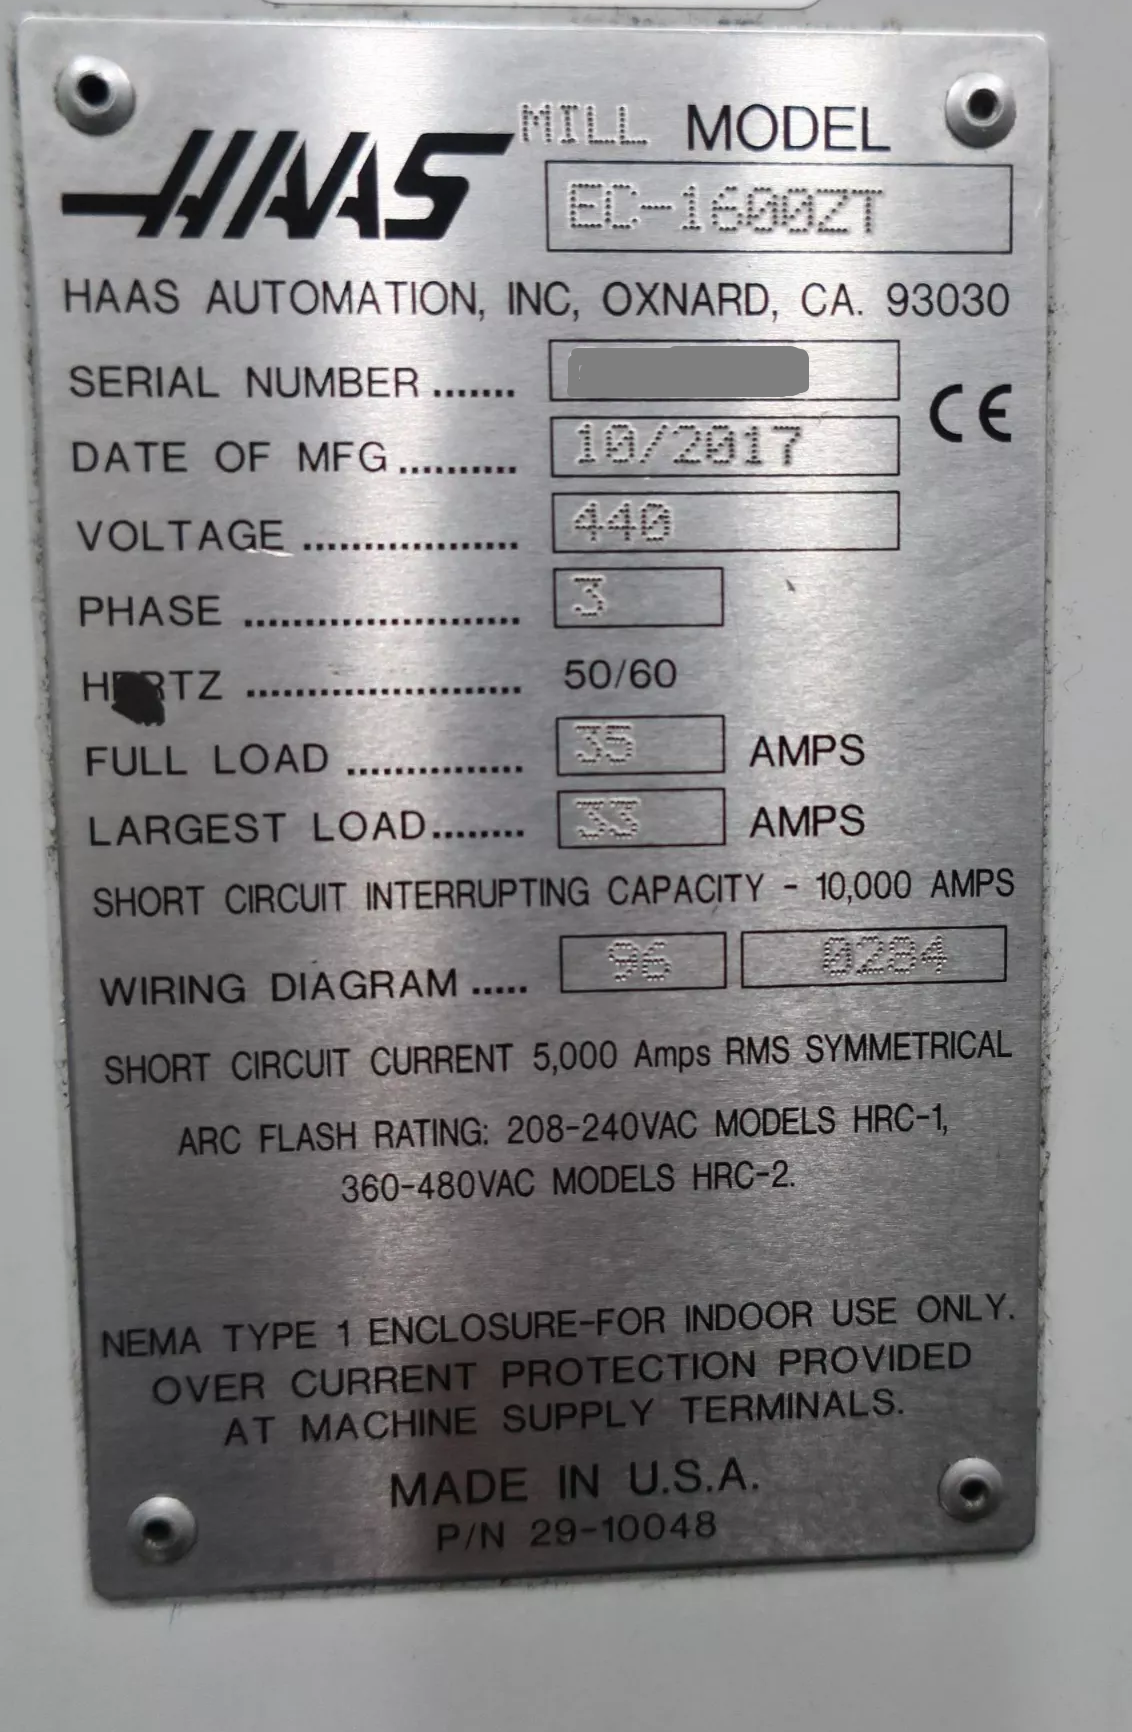 HAAS
MILL MODEL
EC-1600ZT
HAAS AUTOMATION, INC, OXNARD, CA. 93030
SERIAL NUMBER .......
CE
DATE OF MFG .......... 10/2017
VOLTAGE .................. 440
PHASE ....................... 3
HERTZ ....................... 50/60
FULL LOAD ............... 35 AMPS
LARGEST LOAD........ 33 AMPS
SHORT CIRCUIT INTERRUPTING CAPACITY - 10,000 AMPS
WIRING DIAGRAM ..... 96 0284
SHORT CIRCUIT CURRENT 5,000 Amps RMS SYMMETRICAL
ARC FLASH RATING: 208-240VAC MODELS HRC-1,
360-480VAC MODELS HRC-2.
NEMA TYPE 1 ENCLOSURE-FOR INDOOR USE ONLY.
OVER CURRENT PROTECTION PROVIDED
AT MACHINE SUPPLY TERMINALS.
MADE IN U.S.A.
P/N 29-10048